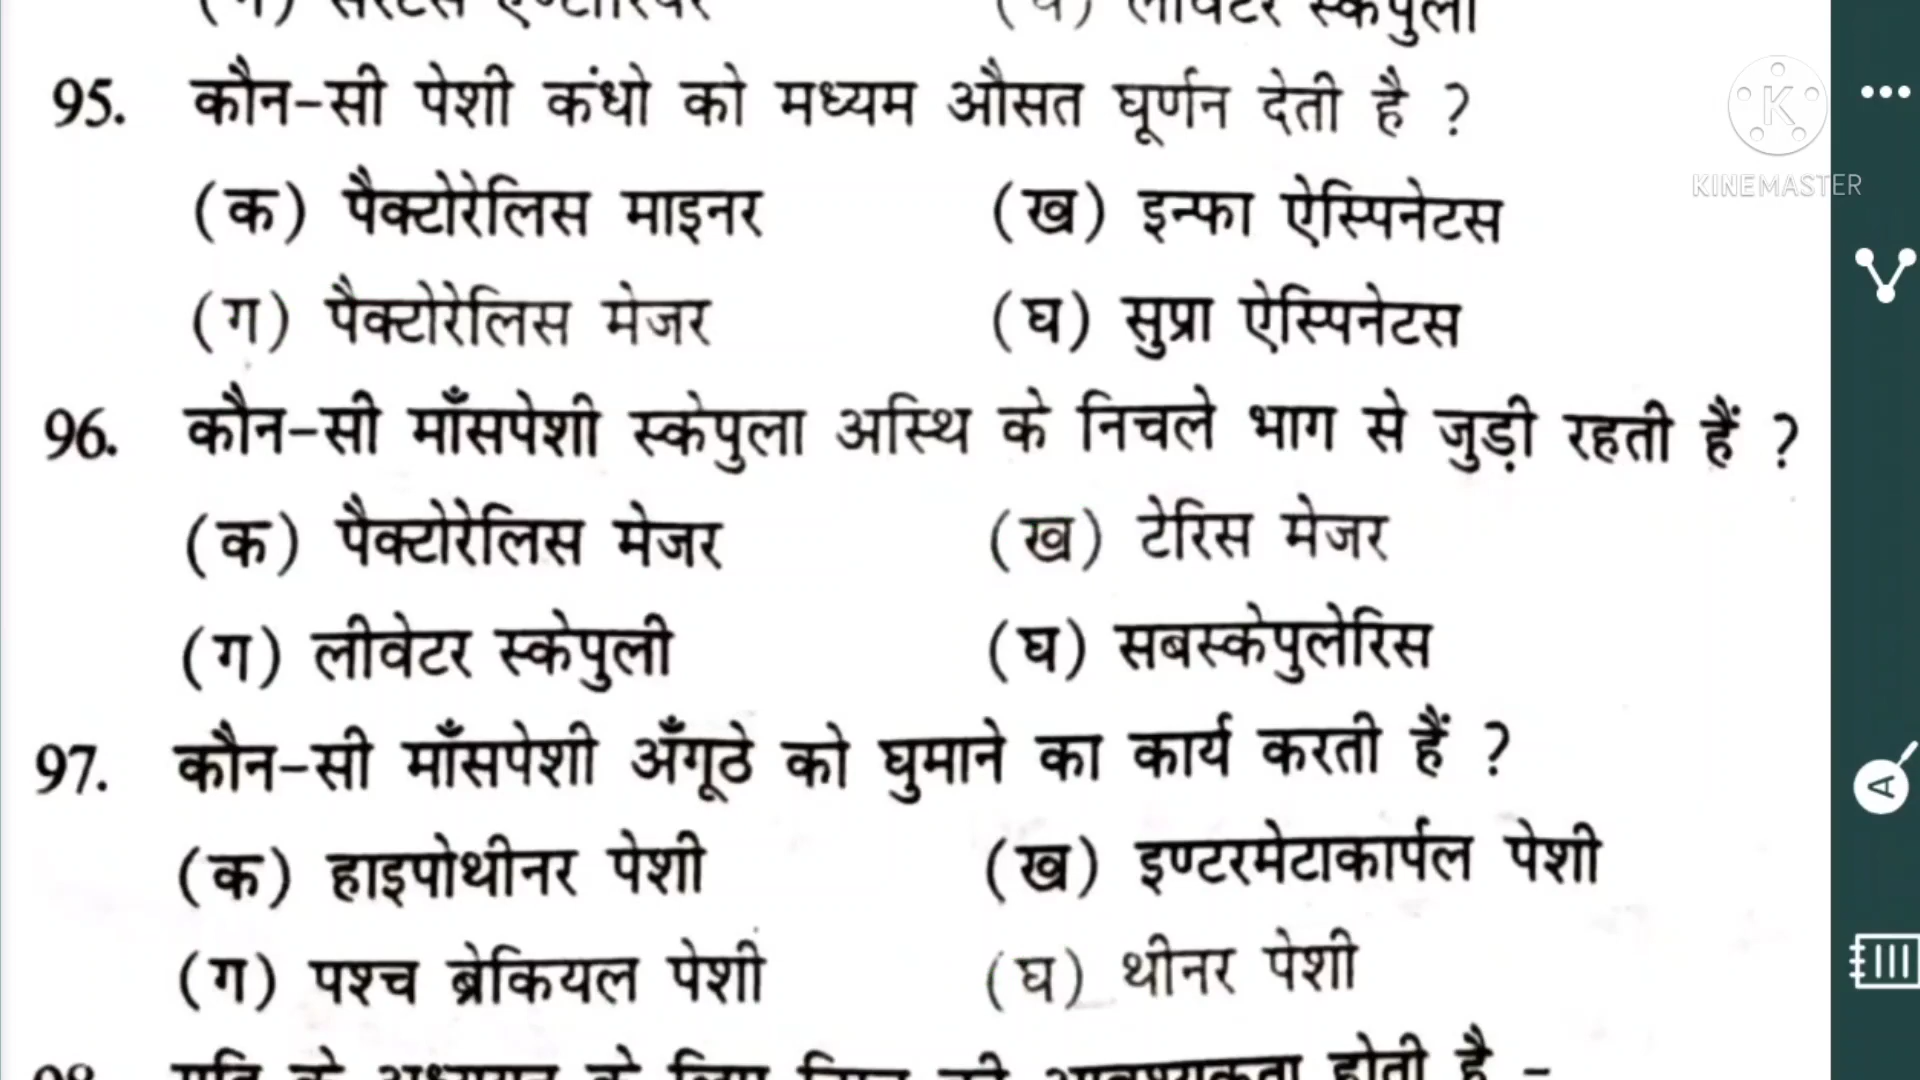 लीवेटर स्केपुली
95. कौन-सी पेशी कंधो को मध्यम औसत घूर्णन देती है ?
(क) पैक्टोरेलिस माइनर (ख) इन्फा ऐस्पिनेटस
(ग) पैक्टोरेलिस मेजर (घ) सुप्रा ऐस्पिनेटस
96. कौन-सी माँसपेशी स्केपुला अस्थि के निचले भाग से जुड़ी रहती हैं ?
(क) पैक्टोरेलिस मेजर (ख) टेरिस मेजर
(ग) लीवेटर स्केपुली (घ) सबस्केपुलेरिस
97. कौन-सी माँसपेशी अँगूठे को घुमाने का कार्य करती हैं ?
(क) हाइपोथीनर पेशी (ख) इण्टरमेटाकार्पल पेशी
(ग) पश्च ब्रेकियल पेशी (घ) थीनर पेशी
होती है -
K
KINEMASTER
A